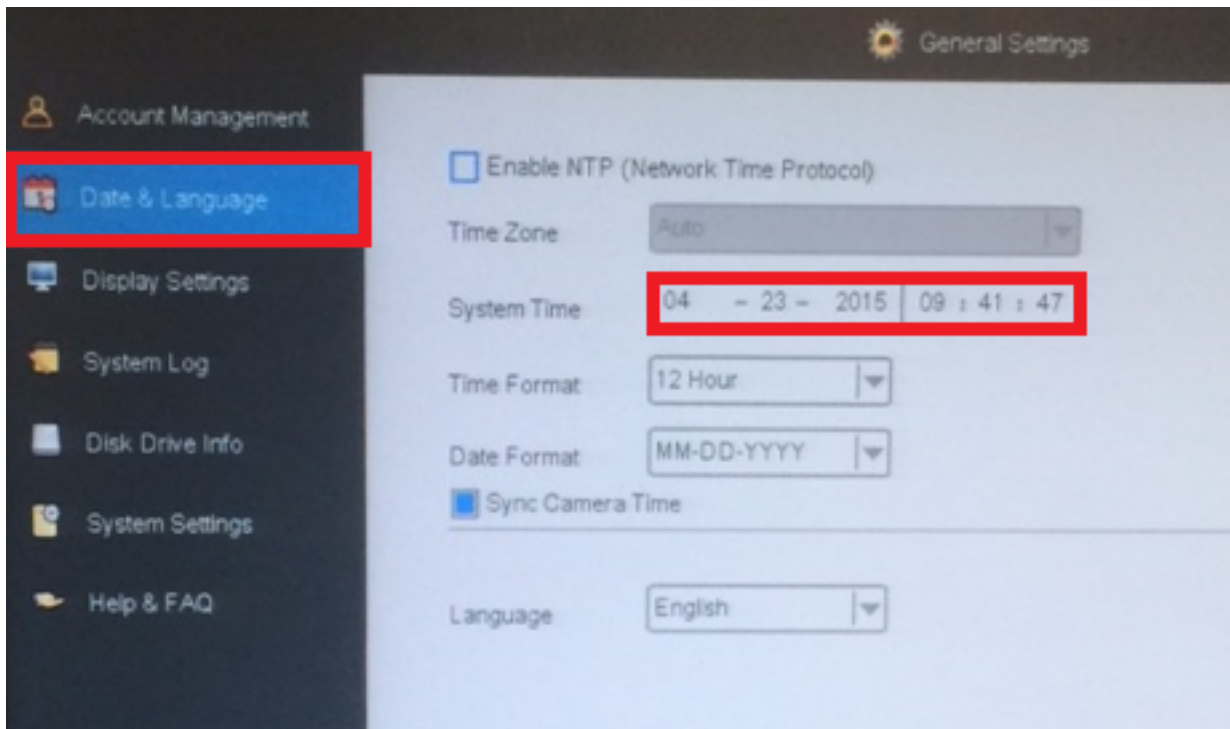 General Settings
Account Management
Date & Language
Display Settings
System Log
Disk Drive Info
System Settings
Help & FAQ
Enable NTP (Network Time Protocol)
Time Zone Auto
System Time 04 - 23 - 2015 09 : 41 : 47
Time Format 12 Hour
Date Format MM-DD-YYYY
Sync Camera Time
Language English